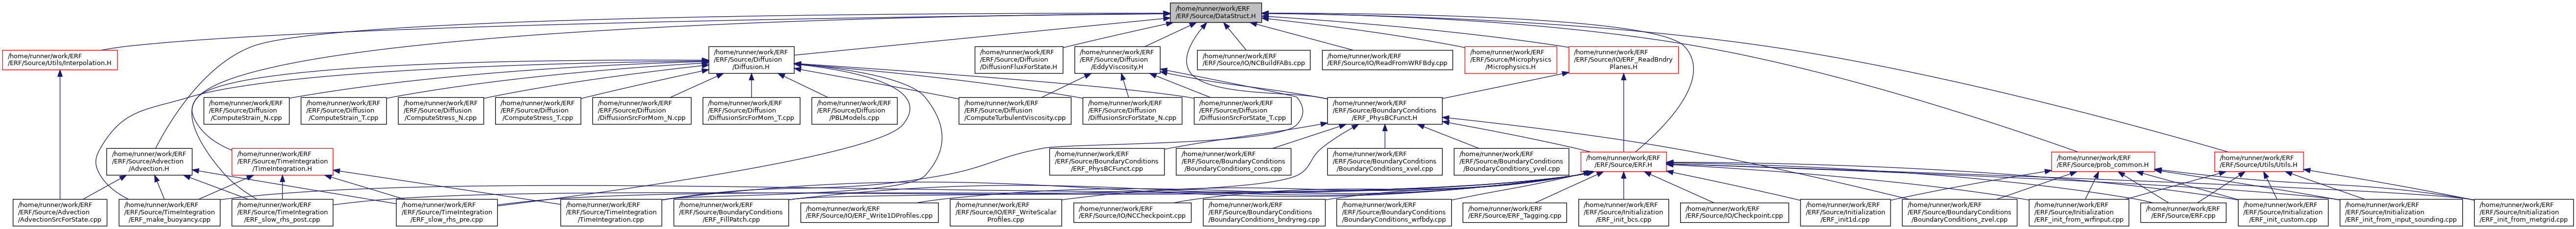 /home/runner/work/ERF
/ERF/Source/DataStruct.H
/home/runner/work/ERF
/ERF/Source/Utils/Interpolation.H
/home/runner/work/ERF
/ERF/Source/Diffusion
/Diffusion.H
/home/runner/work/ERF
/ERF/Source/Diffusion
/DiffusionFluxForState.H
/home/runner/work/ERF
/ERF/Source/Diffusion
/EddyViscosity.H
/home/runner/work/ERF
/ERF/Source/IO/NCBuildFABs.cpp
/home/runner/work/ERF
/ERF/Source/IO/ReadFromWRFBdy.cpp
/home/runner/work/ERF
/ERF/Source/Microphysics
/Microphysics.H
/home/runner/work/ERF
/ERF/Source/IO/ERF_ReadBndry
Planes.H
/home/runner/work/ERF
/ERF/Source/Diffusion
/ComputeStrain_N.cpp
/home/runner/work/ERF
/ERF/Source/Diffusion
/ComputeStrain_T.cpp
/home/runner/work/ERF
/ERF/Source/Diffusion
/ComputeStress_N.cpp
/home/runner/work/ERF
/ERF/Source/Diffusion
/ComputeStress_T.cpp
/home/runner/work/ERF
/ERF/Source/Diffusion
/DiffusionSrcForMom_N.cpp
/home/runner/work/ERF
/ERF/Source/Diffusion
/DiffusionSrcForMom_T.cpp
/home/runner/work/ERF
/ERF/Source/Diffusion
/PBLModels.cpp
/home/runner/work/ERF
/ERF/Source/Diffusion
/ComputeTurbulentViscosity.cpp
/home/runner/work/ERF
/ERF/Source/Diffusion
/DiffusionSrcForState_N.cpp
/home/runner/work/ERF
/ERF/Source/Diffusion
/DiffusionSrcForState_T.cpp
/home/runner/work/ERF
/ERF/Source/BoundaryConditions
/ERF_PhysBCFunct.H
/home/runner/work/ERF
/ERF/Source/Advection
/Advection.H
/home/runner/work/ERF
/ERF/Source/TimeIntegration
/TimeIntegration.H
/home/runner/work/ERF
/ERF/Source/BoundaryConditions
/ERF_PhysBCFunct.cpp
/home/runner/work/ERF
/ERF/Source/BoundaryConditions
/BoundaryConditions_cons.cpp
/home/runner/work/ERF
/ERF/Source/BoundaryConditions
/BoundaryConditions_xvel.cpp
/home/runner/work/ERF
/ERF/Source/BoundaryConditions
/BoundaryConditions_yvel.cpp
/home/runner/work/ERF
/ERF/Source/ERF.H
/home/runner/work/ERF
/ERF/Source/prob_common.H
/home/runner/work/ERF
/ERF/Source/Utils/Utils.H
/home/runner/work/ERF
/ERF/Source/Advection
/AdvectionSrcForState.cpp
/home/runner/work/ERF
/ERF/Source/TimeIntegration
/ERF_make_buoyancy.cpp
/home/runner/work/ERF
/ERF/Source/TimeIntegration
/ERF_slow_rhs_post.cpp
/home/runner/work/ERF
/ERF/Source/TimeIntegration
/ERF_slow_rhs_pre.cpp
/home/runner/work/ERF
/ERF/Source/TimeIntegration
/TimeIntegration.cpp
/home/runner/work/ERF
/ERF/Source/BoundaryConditions
/ERF_FillPatch.cpp
/home/runner/work/ERF
/ERF/Source/IO/ERF_Write1DProfiles.cpp
/home/runner/work/ERF
/ERF/Source/IO/ERF_WriteScalar
Profiles.cpp
/home/runner/work/ERF
/ERF/Source/IO/NCCheckpoint.cpp
/home/runner/work/ERF
/ERF/Source/BoundaryConditions
/BoundaryConditions_bndryreg.cpp
/home/runner/work/ERF
/ERF/Source/BoundaryConditions
/BoundaryConditions_wrfbdy.cpp
/home/runner/work/ERF
/ERF/Source/ERF_Tagging.cpp
/home/runner/work/ERF
/ERF/Source/Initialization
/ERF_init_bcs.cpp
/home/runner/work/ERF
/ERF/Source/IO/Checkpoint.cpp
/home/runner/work/ERF
/ERF/Source/Initialization
/ERF_init1d.cpp
/home/runner/work/ERF
/ERF/Source/BoundaryConditions
/BoundaryConditions_zvel.cpp
/home/runner/work/ERF
/ERF/Source/Initialization
/ERF_init_from_wrfinput.cpp
/home/runner/work/ERF
/ERF/Source/ERF.cpp
/home/runner/work/ERF
/ERF/Source/Initialization
/ERF_init_custom.cpp
/home/runner/work/ERF
/ERF/Source/Initialization
/ERF_init_from_input_sounding.cpp
/home/runner/work/ERF
/ERF/Source/Initialization
/ERF_init_from_metgrid.cpp